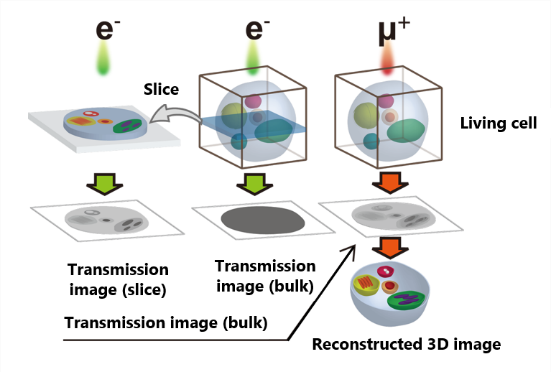 e-
e-
μ+
Slice
Living cell
Transmission
image (slice)
Transmission
image (bulk)
Transmission image (bulk)
Reconstructed 3D image